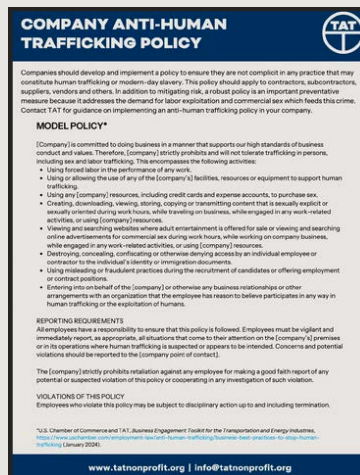 COMPANY ANTI-HUMAN
TRAFFICKING POLICY
TAT
Companies should develop and implement a policy to ensure they are not complicit in any practice that may
constitute human trafficking or modern-day slavery. This policy should apply to contractors, subcontractors,
suppliers, vendors and others. In addition to mitigating risk, a robust policy is an important preventative
measure because it addresses the demand for labor exploitation and commercial sex which feeds this crime.
Contact TAT for guidance on implementing an anti-human trafficking policy in your company.
MODEL POLICY*
[Company] is committed to doing business in a manner that supports our high standards of business
conduct and values. Therefore, [company] strictly prohibits and will not tolerate trafficking in persons,
including sex and labor trafficking. This encompasses the following activities:
• Using forced labor in the performance of any work.
• Using or allowing the use of any of the [company's] facilities, resources or equipment to support human
trafficking.
• Using any [company] resources, including credit cards and expense accounts, to purchase sex.
• Creating, downloading, viewing, storing, copying or transmitting content that is sexually explicit or
sexually oriented during work hours, while traveling on business, while engaged in any work-related
activities, or using [company] resources.
• Viewing and searching websites where adult entertainment is offered for sale or viewing and searching
online advertisements for commercial sex during work hours, while working on company business,
while engaged in any work-related activities, or using [company] resources.
• Destroying, concealing, confiscating or otherwise denying access by an individual employee or
contractor to the individual's identity or immigration documents.
• Using misleading or fraudulent practices during the recruitment of candidates or offering employment
or contract positions.
• Entering into on behalf of the [company] or otherwise any business relationships or other
arrangements with an organization that the employee has reason to believe participates in any way in
human trafficking or the exploitation of humans.
REPORTING REQUIREMENTS
All employees have a responsibility to ensure that this policy is followed. Employees must be vigilant and
immediately report, as appropriate, all situations that come to their attention on the [company's] premises
or in its operations where human trafficking is suspected or appears to be intended. Concerns and potential
violations should be reported to the [company point of contact].
The [company] strictly prohibits retaliation against any employee for making a good faith report of any
potential or suspected violation of this policy or cooperating in any investigation of such violation.
VIOLATIONS OF THIS POLICY
Employees who violate this policy may be subject to disciplinary action up to and including termination.
*U.S. Chamber of Commerce and TAT, Business Engagement Toolkit for the Transportation and Energy Industries,
https://www.uschamber.com/employment-law/anti-human-trafficking/business-best-practices-to-stop-human-
trafficking (January 2024).
www.tatnonprofit.org | info@tatnonprofit.org